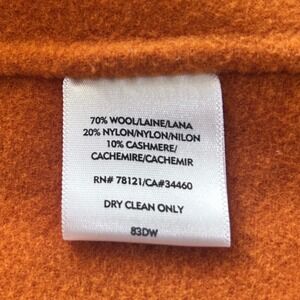 70% WOOL/LAINE/LANA
20% NYLON/NYLON/NILON
10% CASHMERE/
CACHEMIRE/CACHEMIR
RN# 78121/CA#34460
DRY CLEAN ONLY
83DW